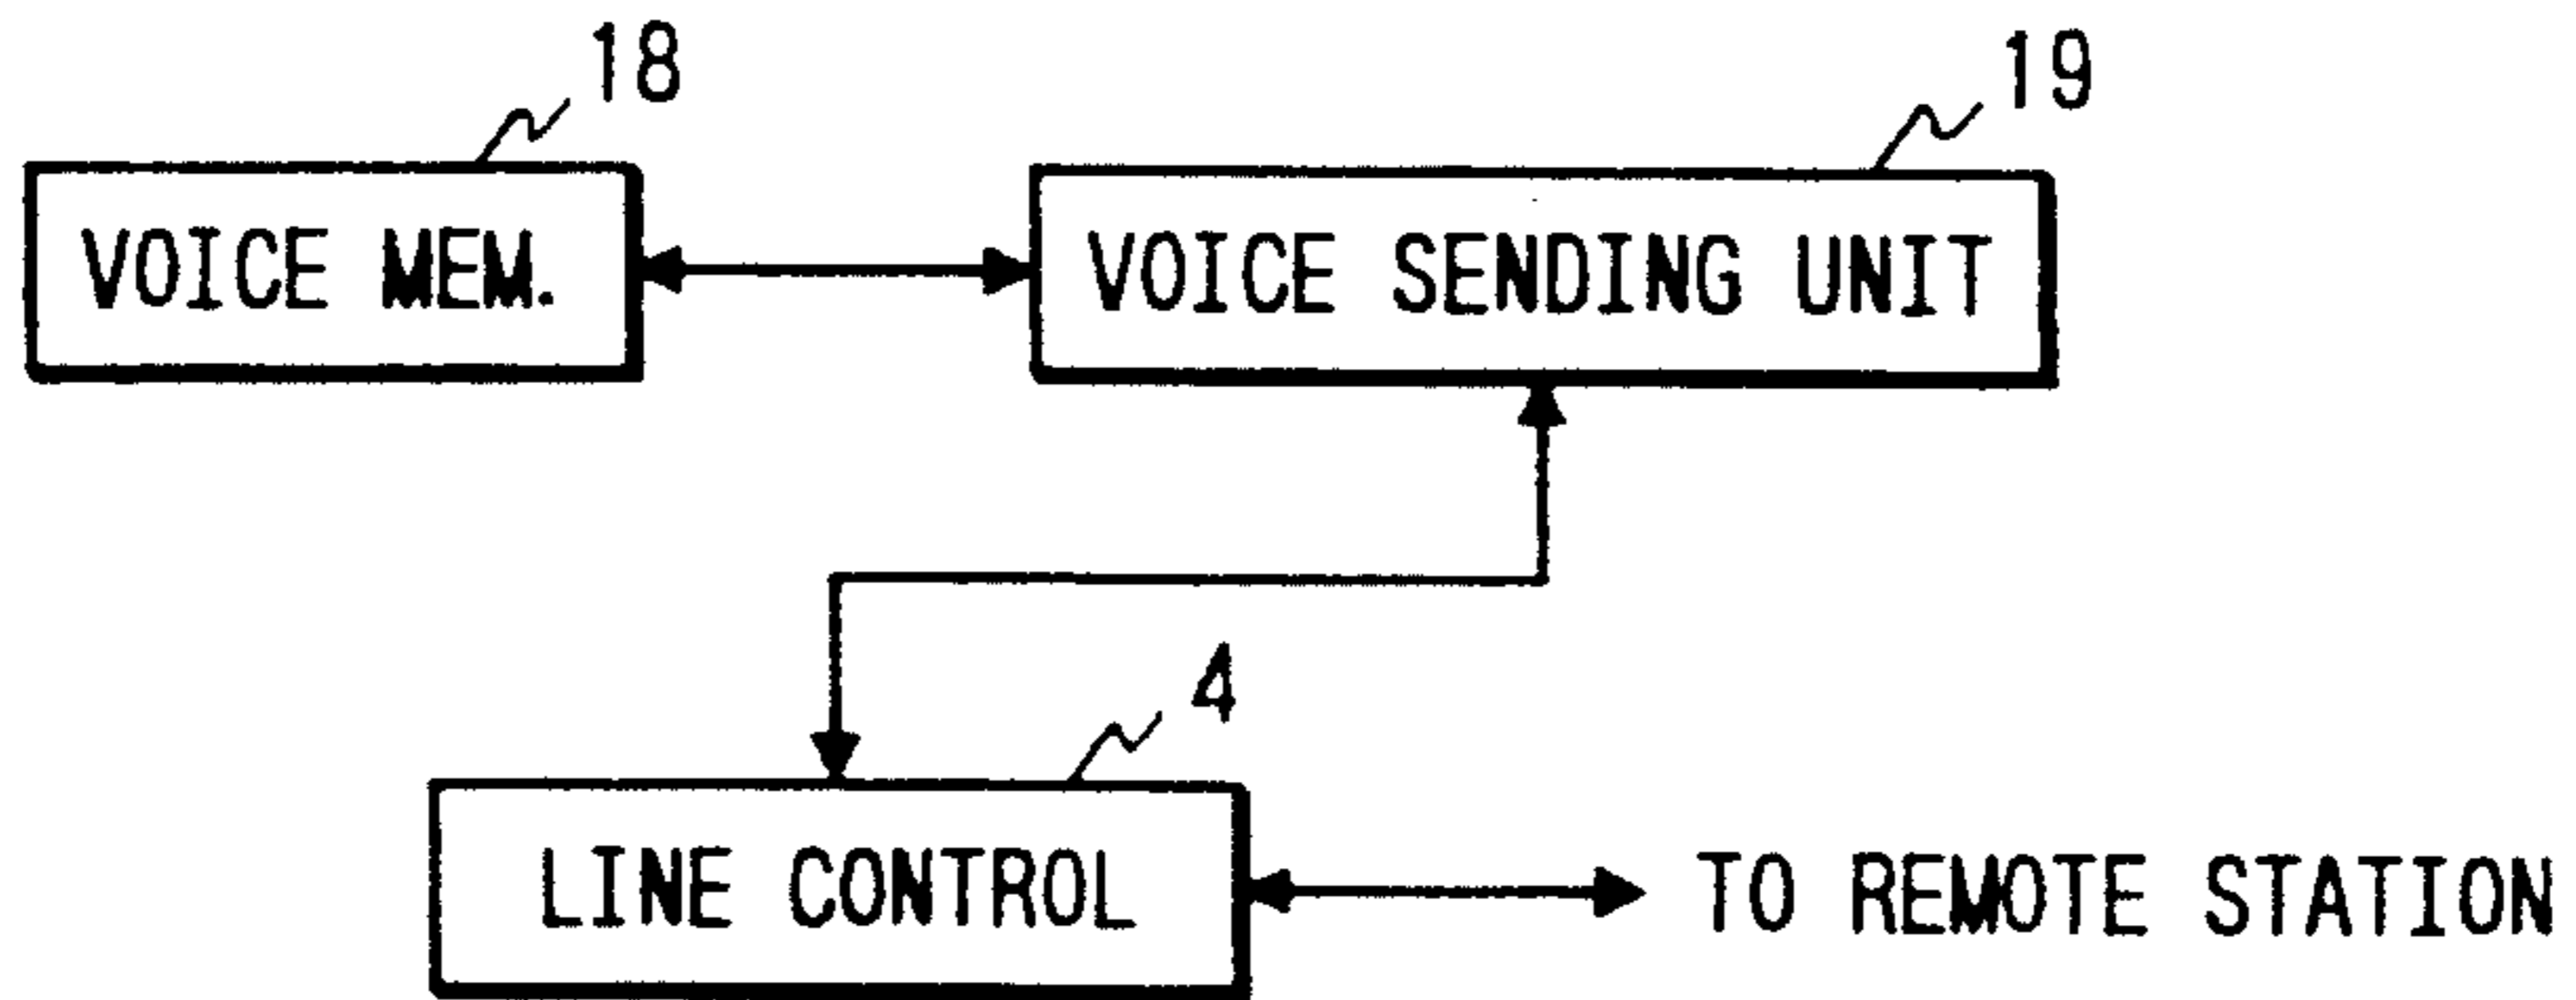 18
19
VOICE MEM.
VOICE SENDING UNIT
4
LINE CONTROL
TO REMOTE STATION